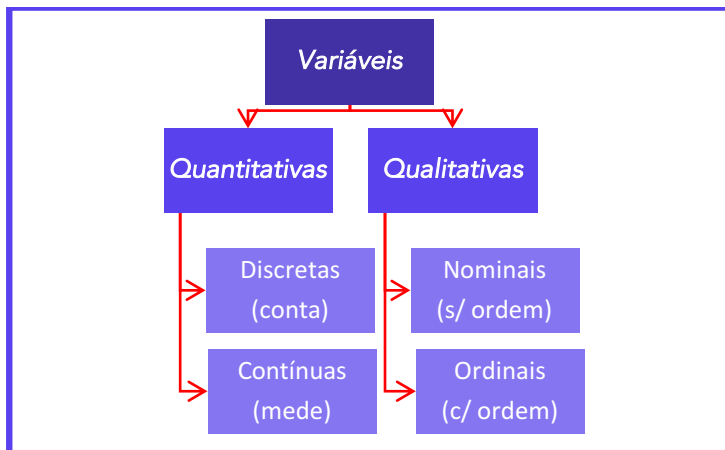 Variáveis
Quantitativas
Qualitativas
Discretas
(conta)
Nominais
(s/ ordem)
Contínuas
(mede)
Ordinais
(c/ ordem)